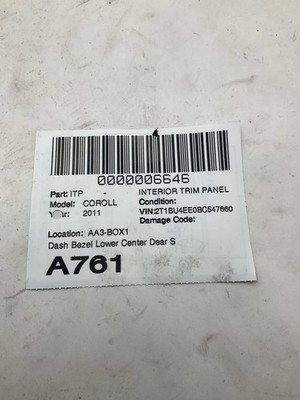 0000006646
Part: ITP - INTERIOR TRIM PANEL
Model: COROLL Condition:
Year: 2011 VIN:2T1BU4EE0BC547660
Damage Code:
Location: AA3-BOX1
Dash Bezel Lower Center Dear S
A761